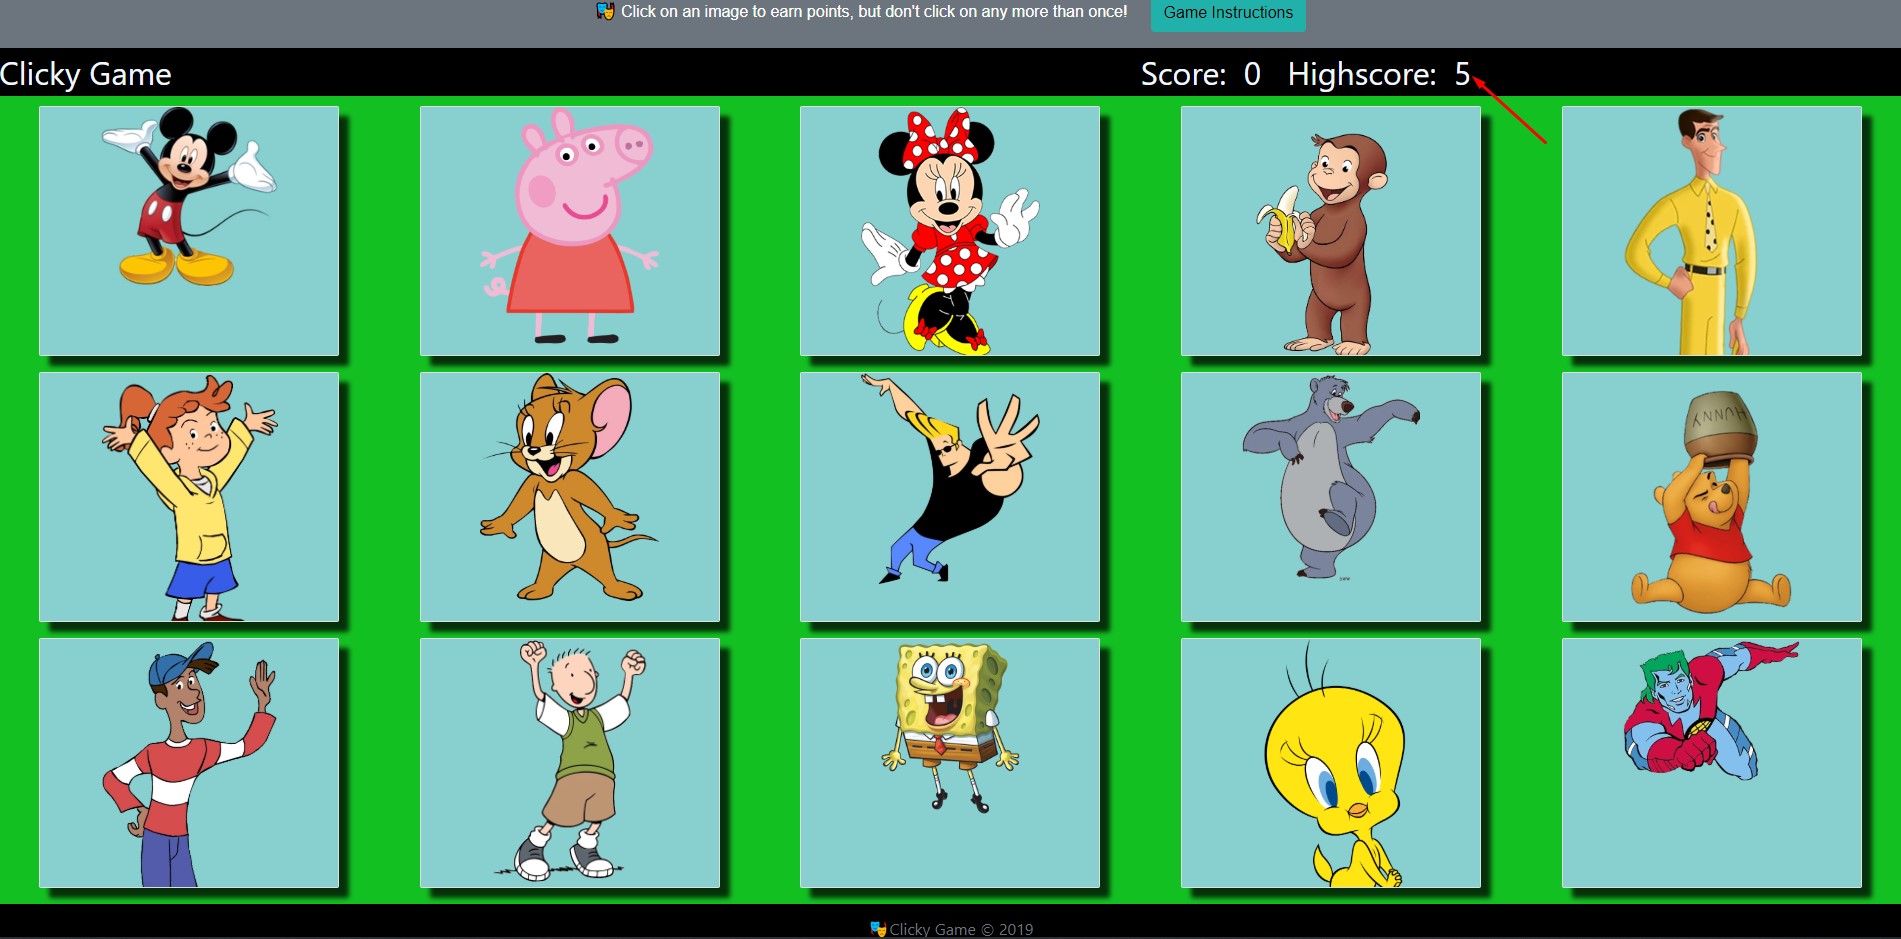 Click on an image to earn points, but don't click on any more than once! Game Instructions
Clicky Game Score: 0 Highscore: 5
HUNNY
Clicky Game © 2019